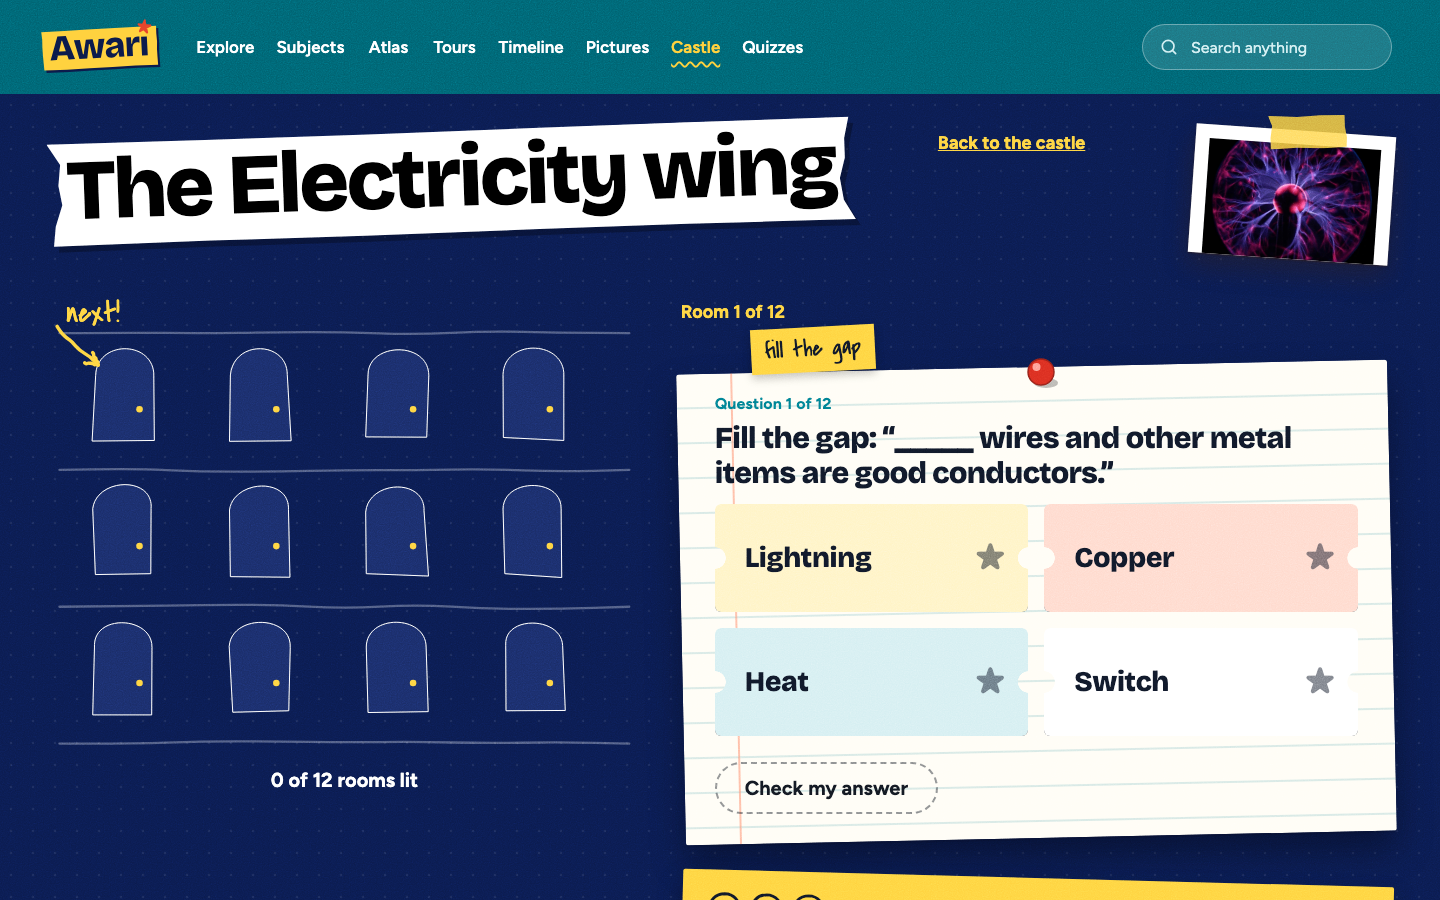 Awari
Explore
Subjects
Atlas
Tours
Timeline
Pictures
Castle
Quizzes
Search anything
The Electricity wing
Back to the castle
next!
0 of 12 rooms lit
Room 1 of 12
fill the gap
Question 1 of 12
Fill the gap: “_____ wires and other metal
items are good conductors.”
Lightning
Copper
Heat
Switch
Check my answer